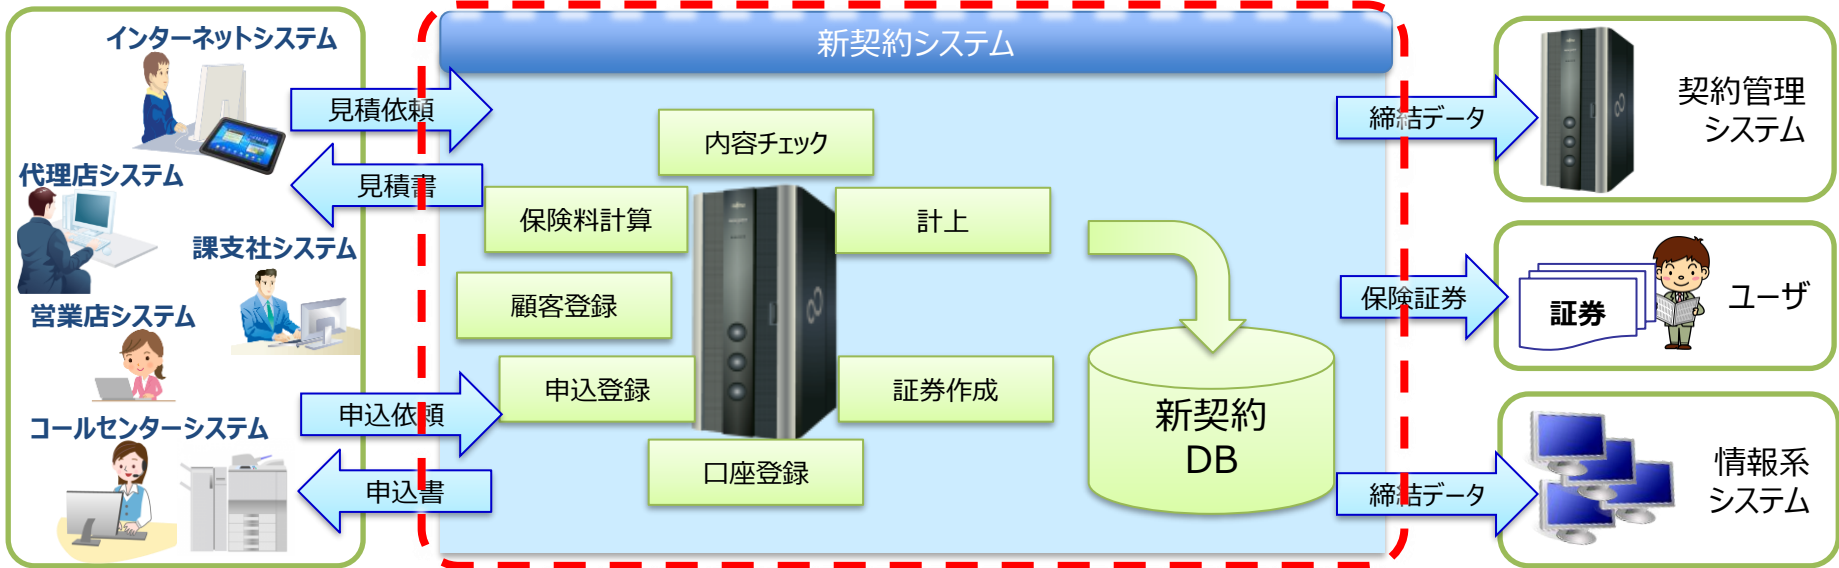 インターネットシステム
代理店システム
課支社システム
営業店システム
コールセンターシステム
見積依頼
見積書
申込依頼
申込書
新契約システム
内容チェック
保険料計算
計上
顧客登録
申込登録
証券作成
口座登録
新契約
DB
締結データ
保険証券
締結データ
契約管理
システム
証券
ユーザ
情報系
システム